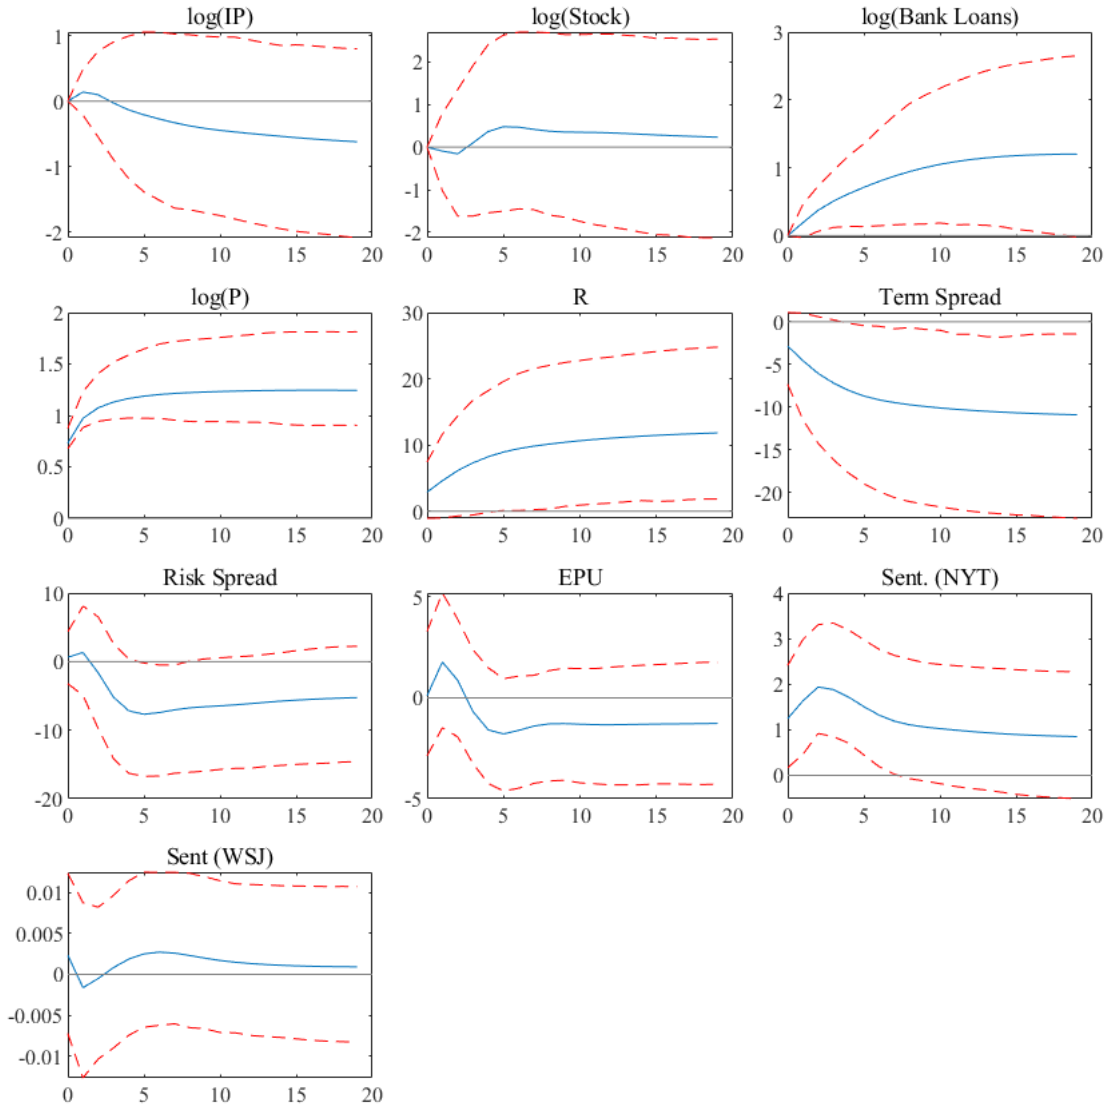 log(IP)
1
0
-1
-2
0 5 10 15 20
log(Stock)
2
1
0
-1
-2
0 5 10 15 20
log(Bank Loans)
3
2
1
0
0 5 10 15 20
log(P)
2
1.5
1
0.5
0
0 5 10 15 20
R
30
20
10
0
0 5 10 15 20
Term Spread
0
-5
-10
-15
-20
0 5 10 15 20
Risk Spread
10
0
-10
-20
0 5 10 15 20
EPU
5
0
-5
0 5 10 15 20
Sent. (NYT)
4
3
2
1
0
0 5 10 15 20
Sent (WSJ)
0.01
0.005
0
-0.005
-0.01
0 5 10 15 20